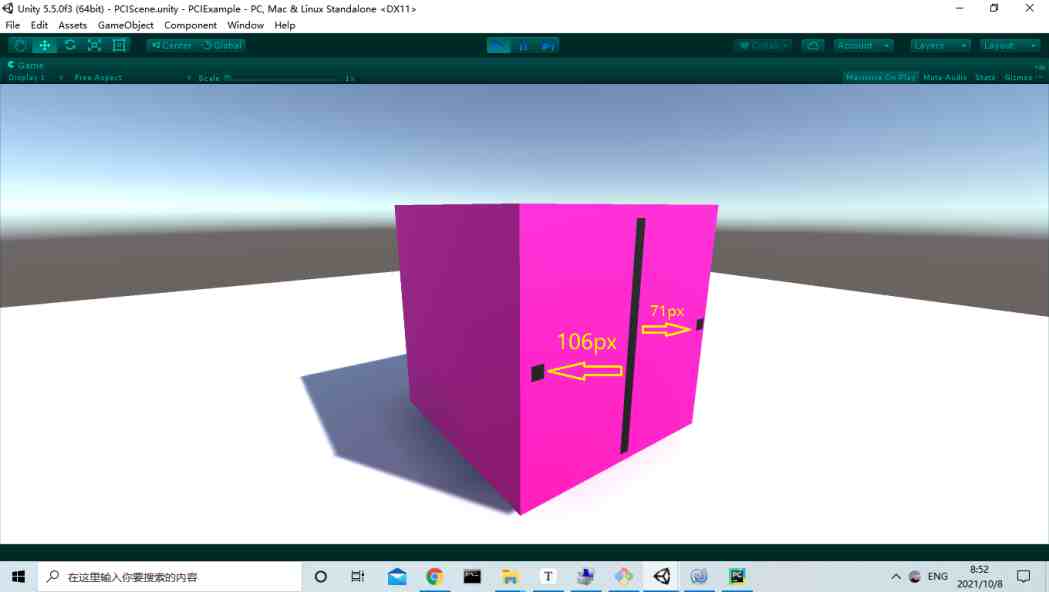 Unity 5.5.0f3 (64bit) - PCIScene.unity - PCIExample - PC, Mac & Linux Standalone <DX11>
File Edit Assets GameObject Component Window Help
Center Global Collab Account Layers Layout
Game
Display 1 Free Aspect Scale 1x Maximize On Play Mute Audio Stats Gizmos
71px
106px
在这里输入你要搜索的内容
ENG
8:52
2021/10/8